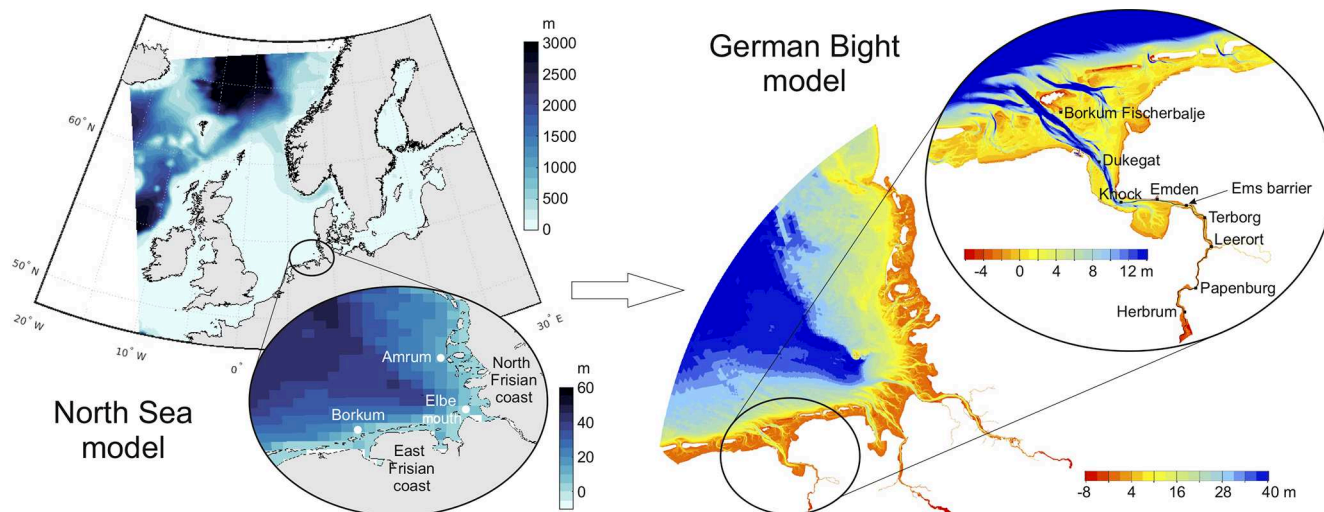 m
3000
2500
2000
1500
1000
500
0
60°N
50°N
20°W
10°W
0°
30°E
North Sea
model
Amrum
Borkum
Elbe
mouth
North
Frisian
coast
East
Frisian
coast
m
60
40
20
0
German Bight
model
Borkum Fischerbalje
Dukegat
Knock
Emden
Ems barrier
Terborg
Leerort
Papenburg
Herbrum
-4 0 4 8 12 m
-8 4 16 28 40 m